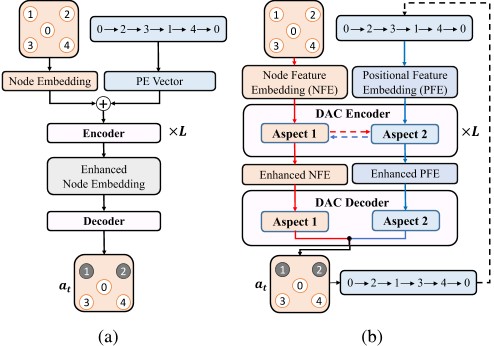 1 2
0
3 4
0→2→3→1→4→0
Node Embedding
PE Vector
+
Encoder
×L
Enhanced
Node Embedding
Decoder
a_t
1 2
0
3 4
(a)
1 2
0
3 4
0→2→3→1→4→0
Node Feature
Embedding (NFE)
Positional Feature
Embedding (PFE)
DAC Encoder
Aspect 1
Aspect 2
×L
Enhanced NFE
Enhanced PFE
DAC Decoder
Aspect 1
Aspect 2
a_t
1 2
0
3 4
0→2→1→3→4→0
(b)